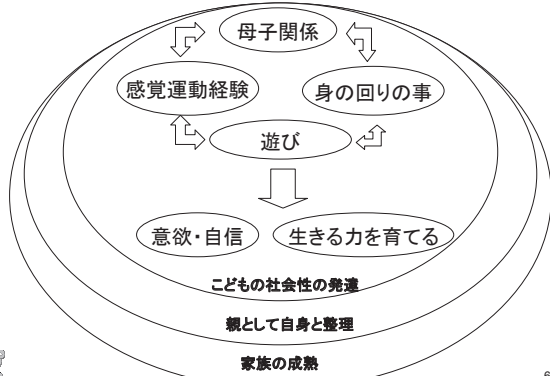 母子関係
感覚運動経験
身の回りの事
遊び
意欲・自信
生きる力を育てる
こどもの社会性の発達
親として自身と整理
家族の成熟
6